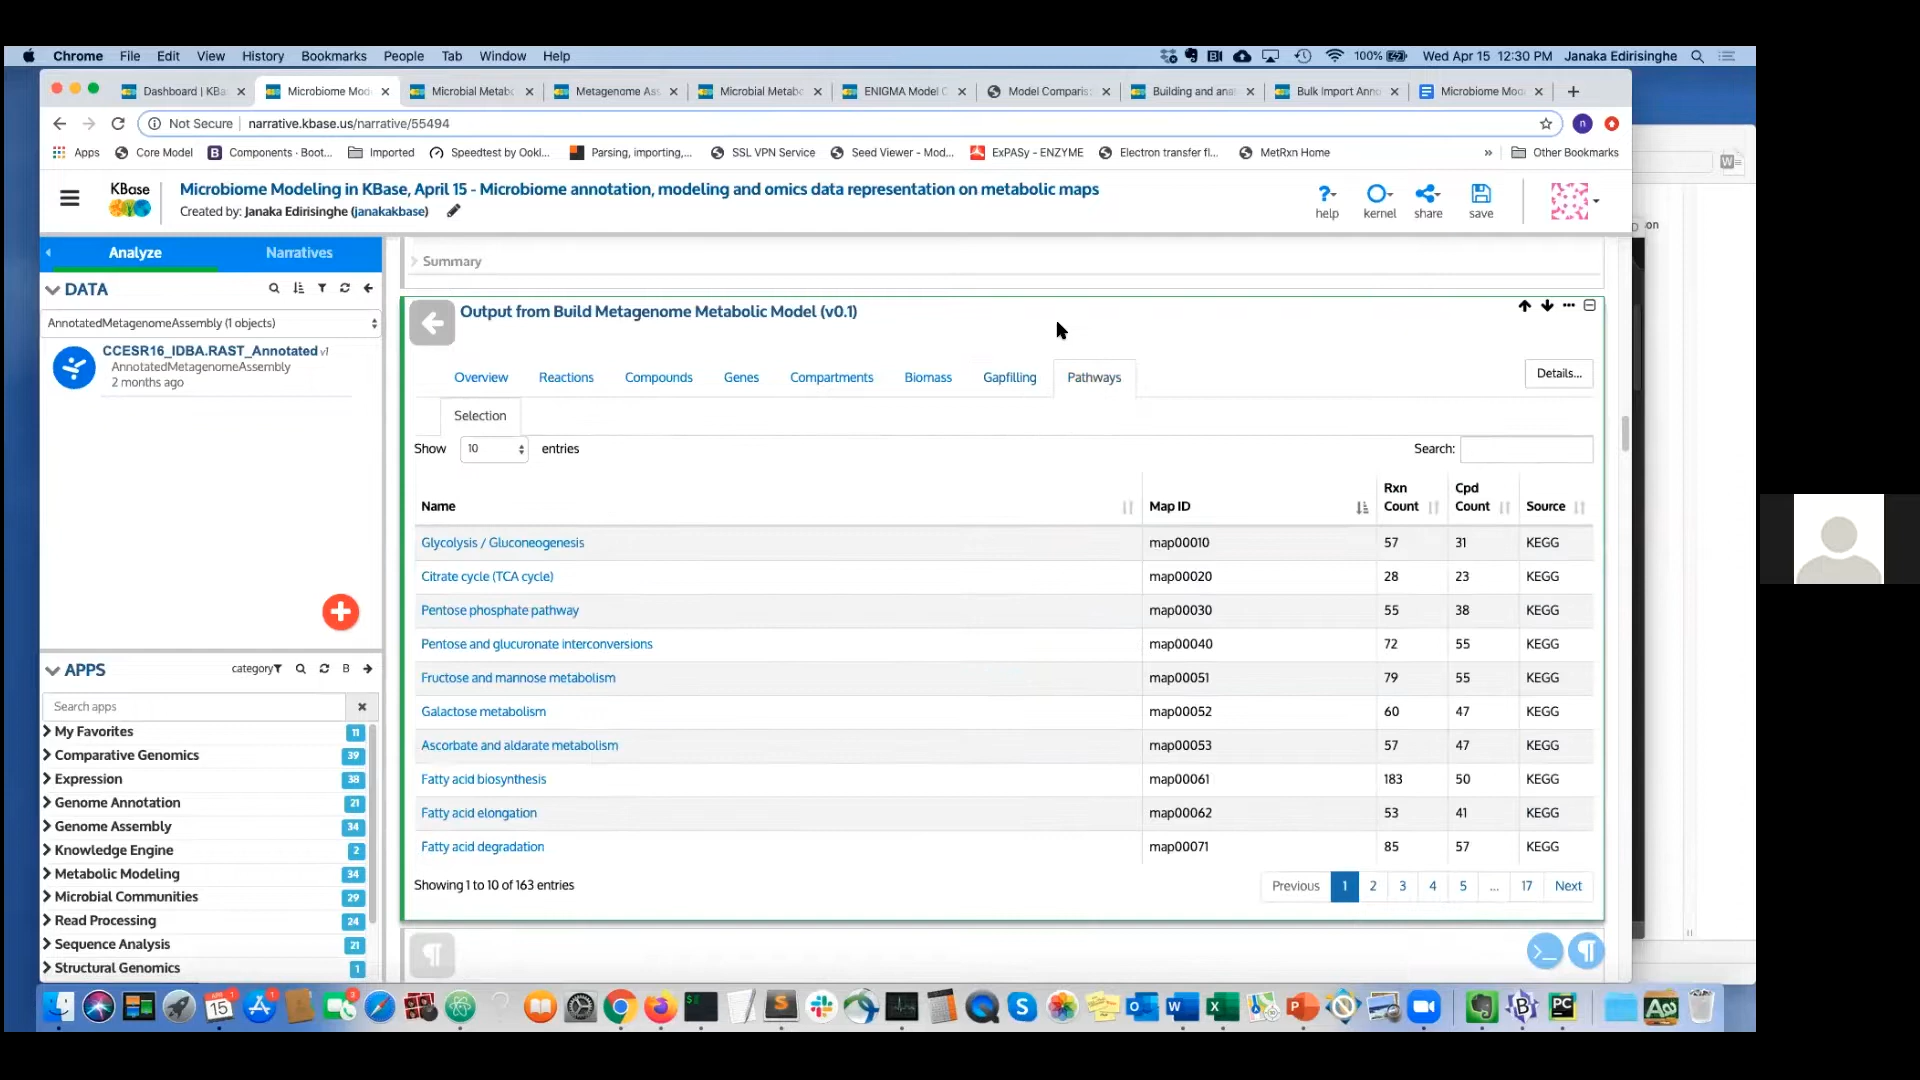 Chrome File Edit View History Bookmarks People Tab Window Help 100% Wed Apr 15 12:30 PM Janaka Edirisinghe
Dashboard | KBa Microbiome Mod Microbial Metab Metagenome As Microbial Metab ENIGMA Model C Model Comparis Building and ana Bulk Import Anno Microbiome Mo
Not Secure | narrative.kbase.us/narrative/55494
Apps Core Model Components · Boot... Imported Speedtest by Ookl... Parsing, importing,... SSL VPN Service Seed Viewer - Mod... ExPASy - ENZYME Electron transfer fl... MetRxn Home » Other Bookmarks
KBase
Microbiome Modeling in KBase, April 15 - Microbiome annotation, modeling and omics data representation on metabolic maps
Created by: Janaka Edirisinghe (janakakbase)
help kernel share save
on
Analyze Narratives
DATA
AnnotatedMetagenomeAssembly (1 objects)
CCESR16_IDBA.RAST_Annotated v1
AnnotatedMetagenomeAssembly
2 months ago
APPS category B
Search apps
My Favorites 11
Comparative Genomics 39
Expression 38
Genome Annotation 21
Genome Assembly 34
Knowledge Engine 2
Metabolic Modeling 34
Microbial Communities 29
Read Processing 24
Sequence Analysis 21
Structural Genomics 1
Summary
Output from Build Metagenome Metabolic Model (v0.1)
Overview Reactions Compounds Genes Compartments Biomass Gapfilling Pathways Details...
Selection
Show 10 entries Search:
Name Map ID Rxn Count Cpd Count Source
Glycolysis / Gluconeogenesis map00010 57 31 KEGG
Citrate cycle (TCA cycle) map00020 28 23 KEGG
Pentose phosphate pathway map00030 55 38 KEGG
Pentose and glucuronate interconversions map00040 72 55 KEGG
Fructose and mannose metabolism map00051 79 55 KEGG
Galactose metabolism map00052 60 47 KEGG
Ascorbate and aldarate metabolism map00053 57 47 KEGG
Fatty acid biosynthesis map00061 183 50 KEGG
Fatty acid elongation map00062 53 41 KEGG
Fatty acid degradation map00071 85 57 KEGG
Showing 1 to 10 of 163 entries Previous 1 2 3 4 5 ... 17 Next